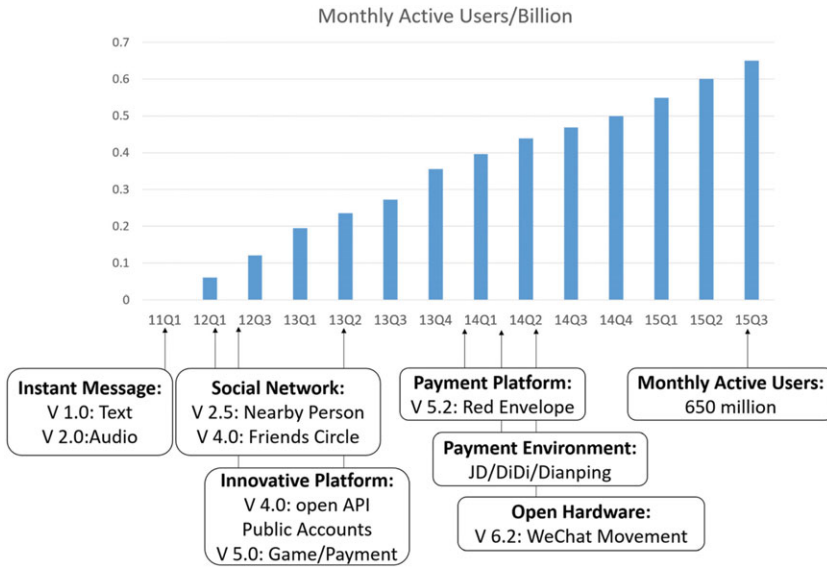 Monthly Active Users/Billion
0.7
0.6
0.5
0.4
0.3
0.2
0.1
0
11Q1 12Q1 12Q3 13Q1 13Q2 13Q3 13Q4 14Q1 14Q2 14Q3 14Q4 15Q1 15Q2 15Q3
Instant Message:
V 1.0: Text
V 2.0:Audio
Social Network:
V 2.5: Nearby Person
V 4.0: Friends Circle
Innovative Platform:
V 4.0: open API
Public Accounts
V 5.0: Game/Payment
Payment Platform:
V 5.2: Red Envelope
Payment Environment:
JD/DiDi/Dianping
Open Hardware:
V 6.2: WeChat Movement
Monthly Active Users:
650 million